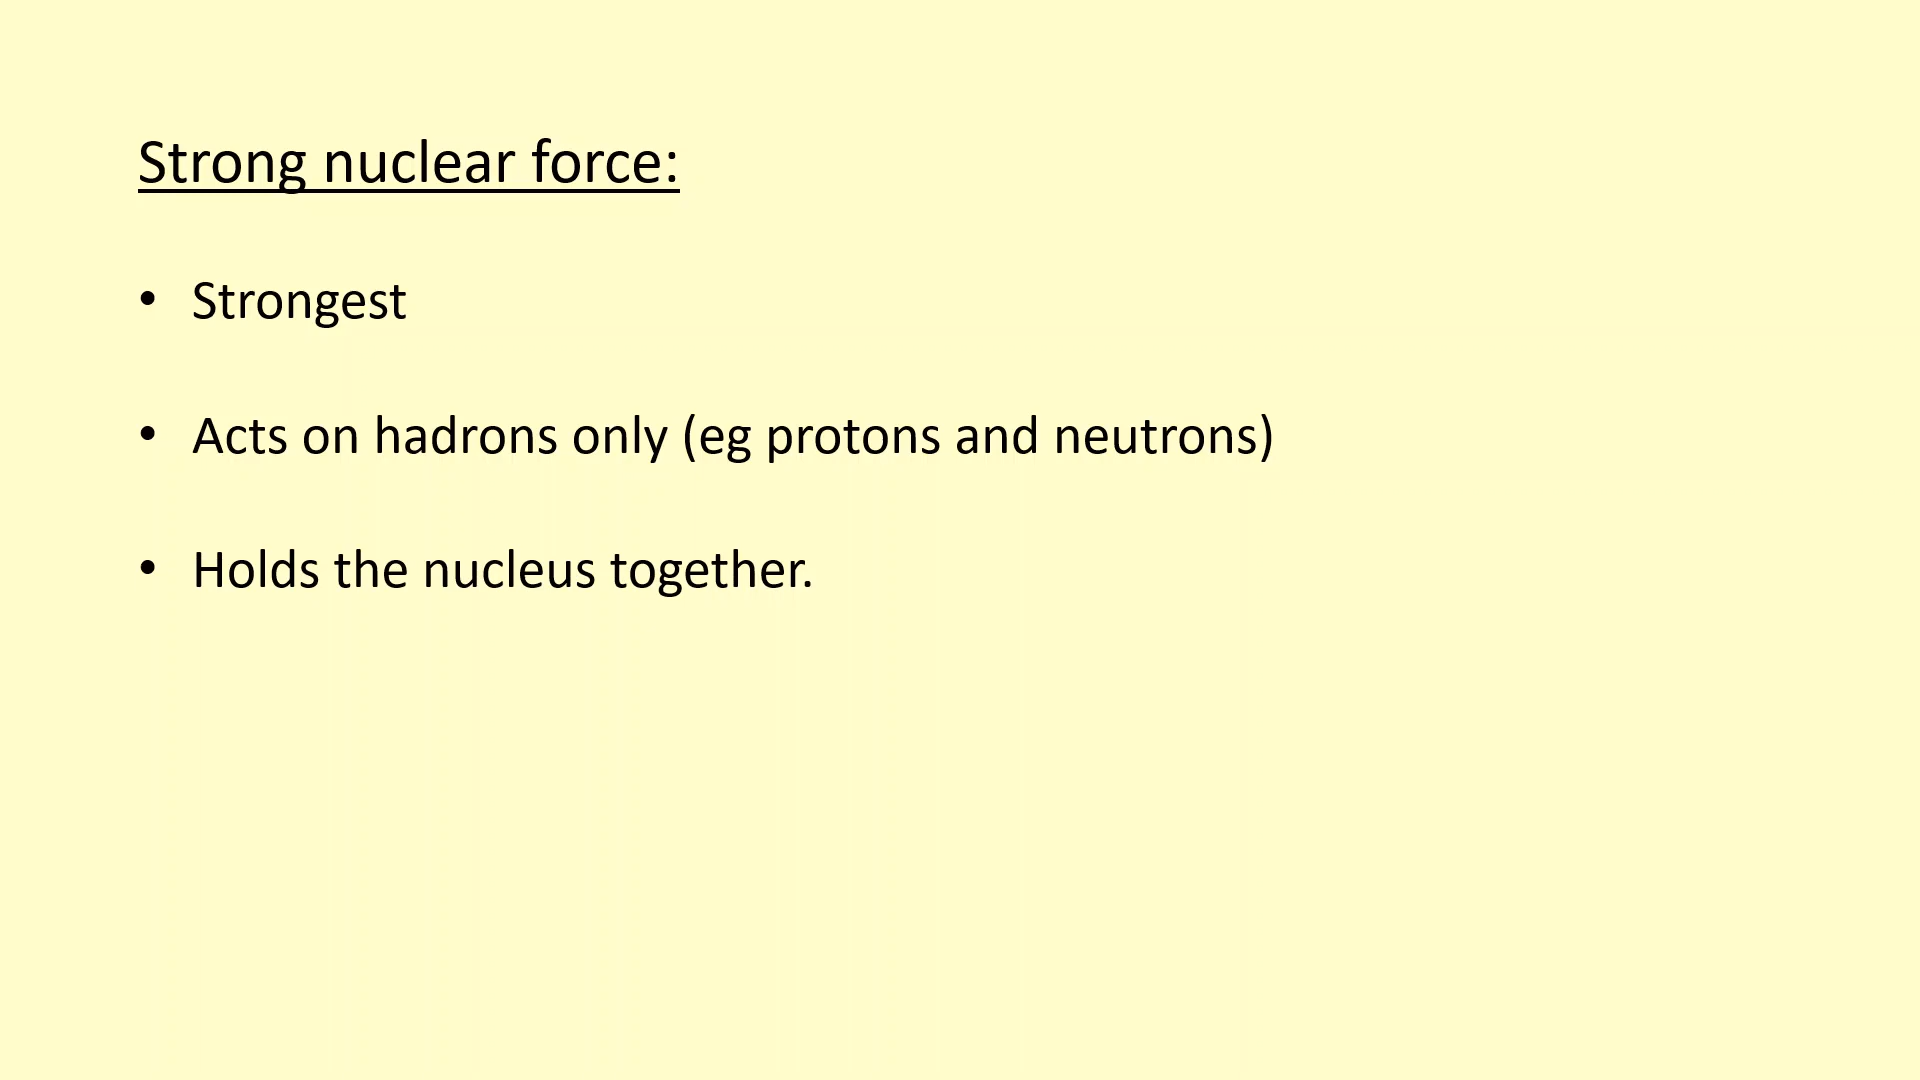 Strong nuclear force:
• Strongest
• Acts on hadrons only (eg protons and neutrons)
• Holds the nucleus together.